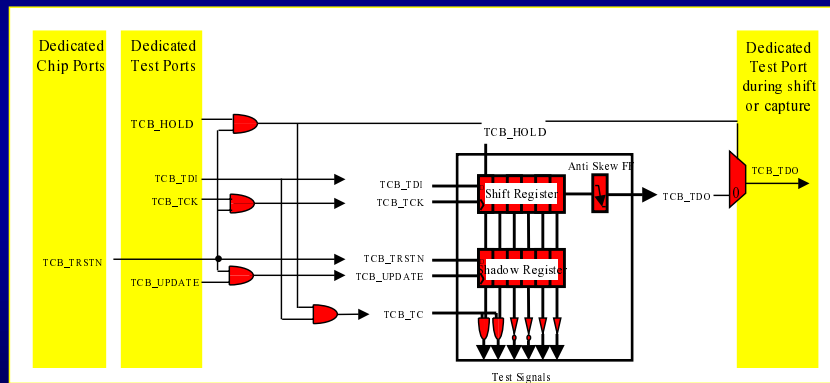 Dedicated
Chip Ports
Dedicated
Test Ports
Dedicated
Test Port
during shift
or capture
TCB_HOLD
TCB_HOLD
Anti Skew FF
TCB_TDI
TCB_TDI
Shift Register
TCB_TDO
TCB_TDO
0
TCB_TCK
TCB_TCK
TCB_TRSTN
TCB_TRSTN
Shadow Register
TCB_UPDATE
TCB_UPDATE
TCB_TC
Test Signals